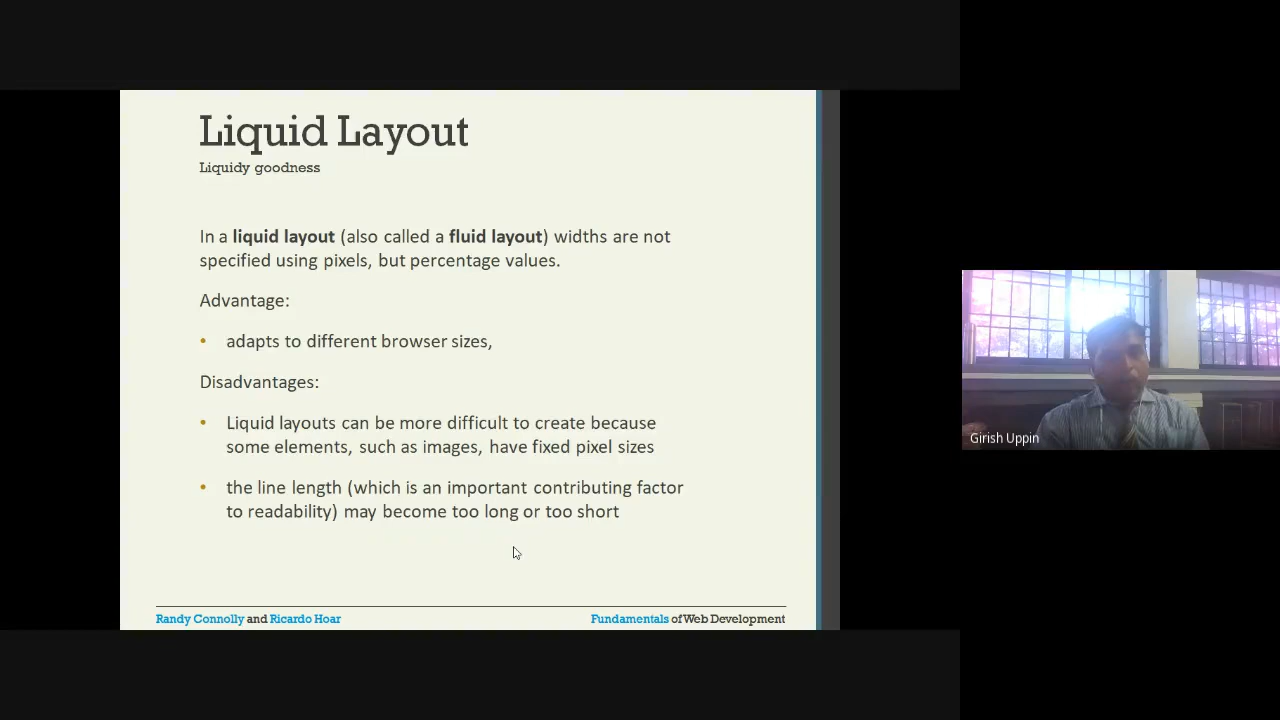 Liquid Layout
Liquidy goodness
In a liquid layout (also called a fluid layout) widths are not
specified using pixels, but percentage values.
Advantage:
• adapts to different browser sizes,
Disadvantages:
• Liquid layouts can be more difficult to create because
some elements, such as images, have fixed pixel sizes
• the line length (which is an important contributing factor
to readability) may become too long or too short
Randy Connolly and Ricardo Hoar
Fundamentals of Web Development
Girish Uppin